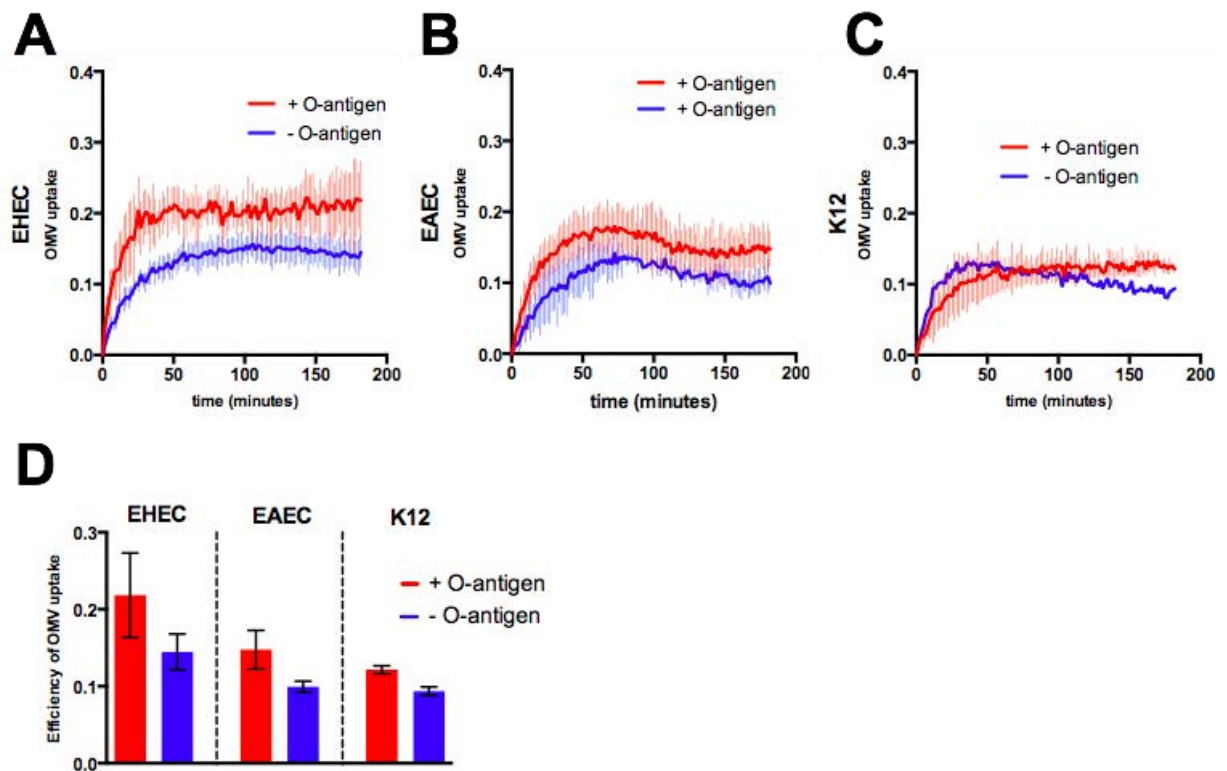 A
0.4
0.3
0.2
0.1
0.0
0 50 100 150 200
EHEC
OMV uptake
time (minutes)
+ O-antigen
- O-antigen
B
0.4
0.3
0.2
0.1
0.0
0 50 100 150 200
EAEC
OMV uptake
time (minutes)
+ O-antigen
+ O-antigen
C
0.4
0.3
0.2
0.1
0.0
0 50 100 150 200
K12
OMV uptake
time (minutes)
+ O-antigen
- O-antigen
D
EHEC EAEC K12
0.3
0.2
0.1
0.0
Efficiency of OMV uptake
+ O-antigen
- O-antigen